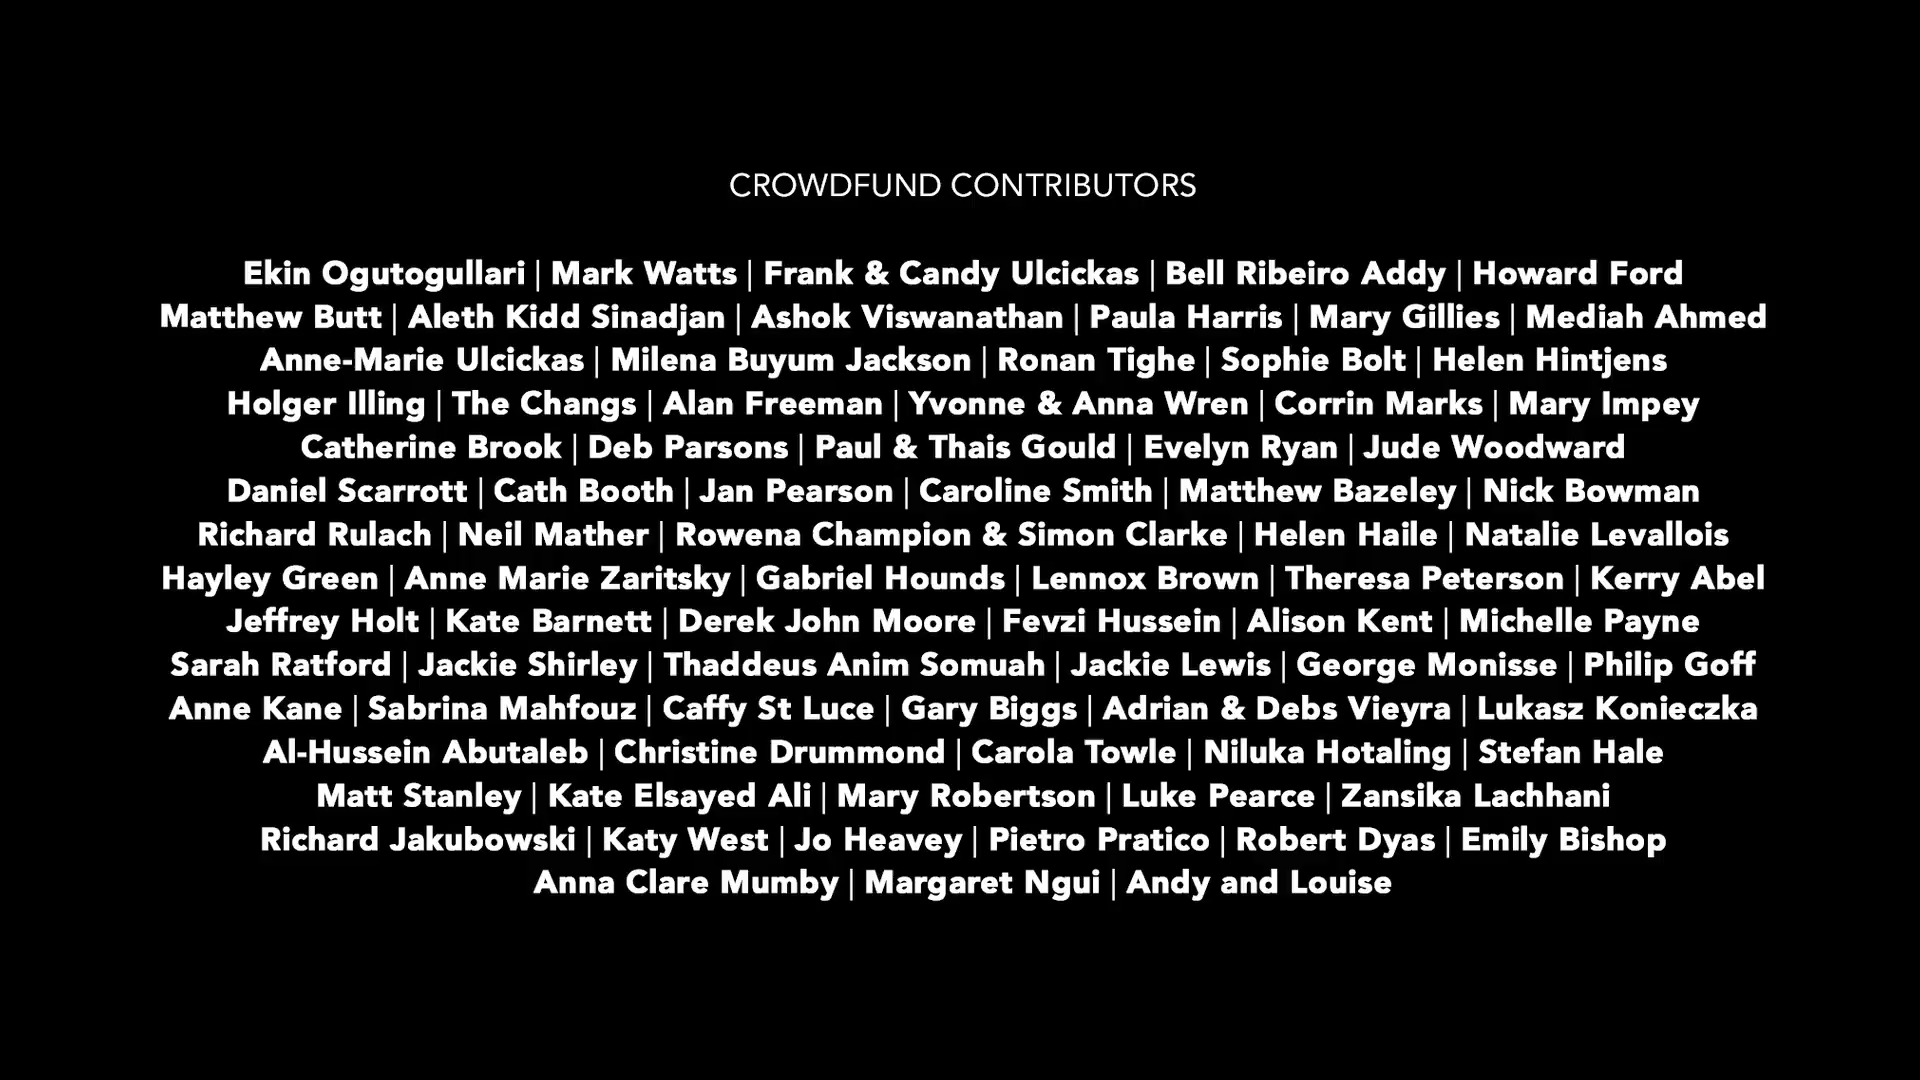 CROWDFUND CONTRIBUTORS
Ekin Ogutogullari | Mark Watts | Frank & Candy Ulcickas | Bell Ribeiro Addy | Howard Ford
Matthew Butt | Aleth Kidd Sinadjan | Ashok Viswanathan | Paula Harris | Mary Gillies | Mediah Ahmed
Anne-Marie Ulcickas | Milena Buyum Jackson | Ronan Tighe | Sophie Bolt | Helen Hintjens
Holger Illing | The Changs | Alan Freeman | Yvonne & Anna Wren | Corrin Marks | Mary Impey
Catherine Brook | Deb Parsons | Paul & Thais Gould | Evelyn Ryan | Jude Woodward
Daniel Scarrott | Cath Booth | Jan Pearson | Caroline Smith | Matthew Bazeley | Nick Bowman
Richard Rulach | Neil Mather | Rowena Champion & Simon Clarke | Helen Haile | Natalie Levallois
Hayley Green | Anne Marie Zaritsky | Gabriel Hounds | Lennox Brown | Theresa Peterson | Kerry Abel
Jeffrey Holt | Kate Barnett | Derek John Moore | Fevzi Hussein | Alison Kent | Michelle Payne
Sarah Ratford | Jackie Shirley | Thaddeus Anim Somuah | Jackie Lewis | George Monisse | Philip Goff
Anne Kane | Sabrina Mahfouz | Caffy St Luce | Gary Biggs | Adrian & Debs Vieyra | Lukasz Konieczka
Al-Hussein Abutaleb | Christine Drummond | Carola Towle | Niluka Hotaling | Stefan Hale
Matt Stanley | Kate Elsayed Ali | Mary Robertson | Luke Pearce | Zansika Lachhani
Richard Jakubowski | Katy West | Jo Heavey | Pietro Pratico | Robert Dyas | Emily Bishop
Anna Clare Mumby | Margaret Ngui | Andy and Louise